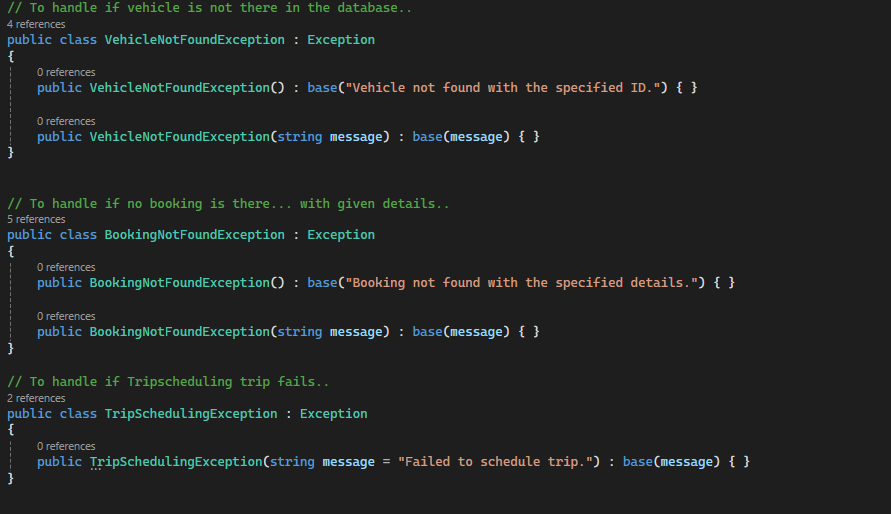 // To handle if vehicle is not there in the database..
4 references
public class VehicleNotFoundException : Exception
{
0 references
public VehicleNotFoundException() : base("Vehicle not found with the specified ID.") { }
0 references
public VehicleNotFoundException(string message) : base(message) { }
}
// To handle if no booking is there... with given details..
5 references
public class BookingNotFoundException : Exception
{
0 references
public BookingNotFoundException() : base("Booking not found with the specified details.") { }
0 references
public BookingNotFoundException(string message) : base(message) { }
}
// To handle if Tripscheduling trip fails..
2 references
public class TripSchedulingException : Exception
{
0 references
public TripSchedulingException(string message = "Failed to schedule trip.") : base(message) { }
}